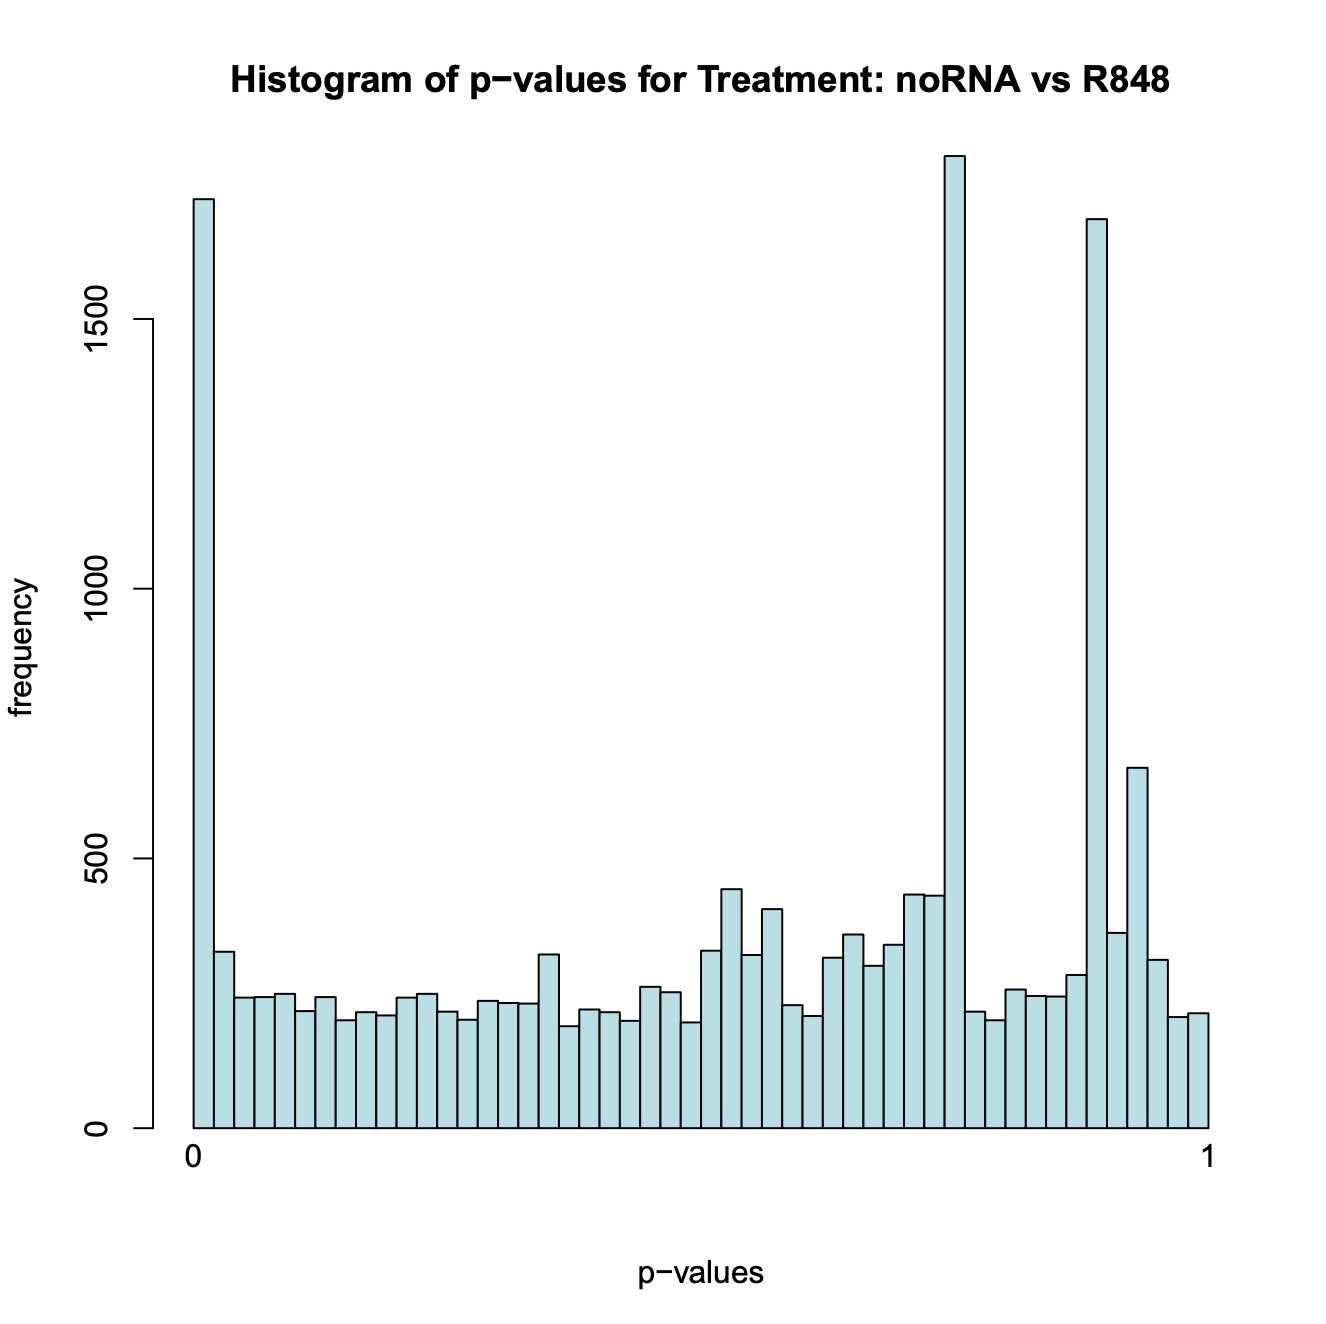 Histogram of p−values for Treatment: noRNA vs R848
frequency
1500
1000
500
0
0 1
p−values